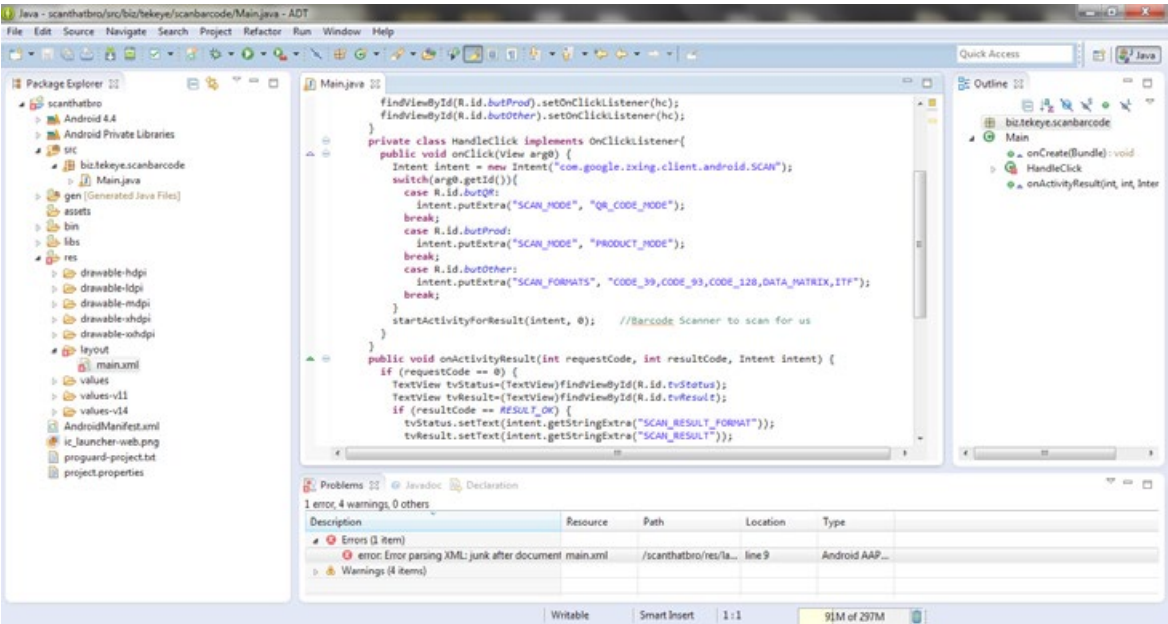 Java - scanthatbro/src/biz/tekeye/scanbarcode/Main.java - ADT
File Edit Source Navigate Search Project Refactor Run Window Help
Quick Access
Java
Package Explorer
scanthatbro
Android 4.4
Android Private Libraries
src
biz.tekeye.scanbarcode
Main.java
gen [Generated Java Files]
assets
bin
libs
res
drawable-hdpi
drawable-ldpi
drawable-mdpi
drawable-xhdpi
drawable-xxhdpi
layout
main.xml
values
values-v11
values-v14
AndroidManifest.xml
ic_launcher-web.png
proguard-project.txt
project.properties
Main.java
findViewById(R.id.butProd).setOnClickListener(hc);
findViewById(R.id.butOther).setOnClickListener(hc);
}
private class HandleClick implements OnClickListener{
public void onClick(View arg0) {
Intent intent = new Intent("com.google.zxing.client.android.SCAN");
switch(arg0.getId()){
case R.id.butQR:
intent.putExtra("SCAN_MODE", "QR_CODE_MODE");
break;
case R.id.butProd:
intent.putExtra("SCAN_MODE", "PRODUCT_MODE");
break;
case R.id.butOther:
intent.putExtra("SCAN_FORMATS", "CODE_39,CODE_93,CODE_128,DATA_MATRIX,ITF");
break;
}
startActivityForResult(intent, 0); //Barcode Scanner to scan for us
}
}
public void onActivityResult(int requestCode, int resultCode, Intent intent) {
if (requestCode == 0) {
TextView tvStatus=(TextView)findViewById(R.id.tvStatus);
TextView tvResult=(TextView)findViewById(R.id.tvResult);
if (resultCode == RESULT_OK) {
tvStatus.setText(intent.getStringExtra("SCAN_RESULT_FORMAT"));
tvResult.setText(intent.getStringExtra("SCAN_RESULT"));
Outline
biz.tekeye.scanbarcode
Main
onCreate(Bundle) : void
HandleClick
onActivityResult(int, int, Inter
Problems Javadoc Declaration
1 error, 4 warnings, 0 others
Description Resource Path Location Type
Errors (1 item)
error: Error parsing XML: junk after document main.xml /scanthatbro/res/la... line 9 Android AAP...
Warnings (4 items)
Writable Smart Insert 1 : 1 91M of 297M